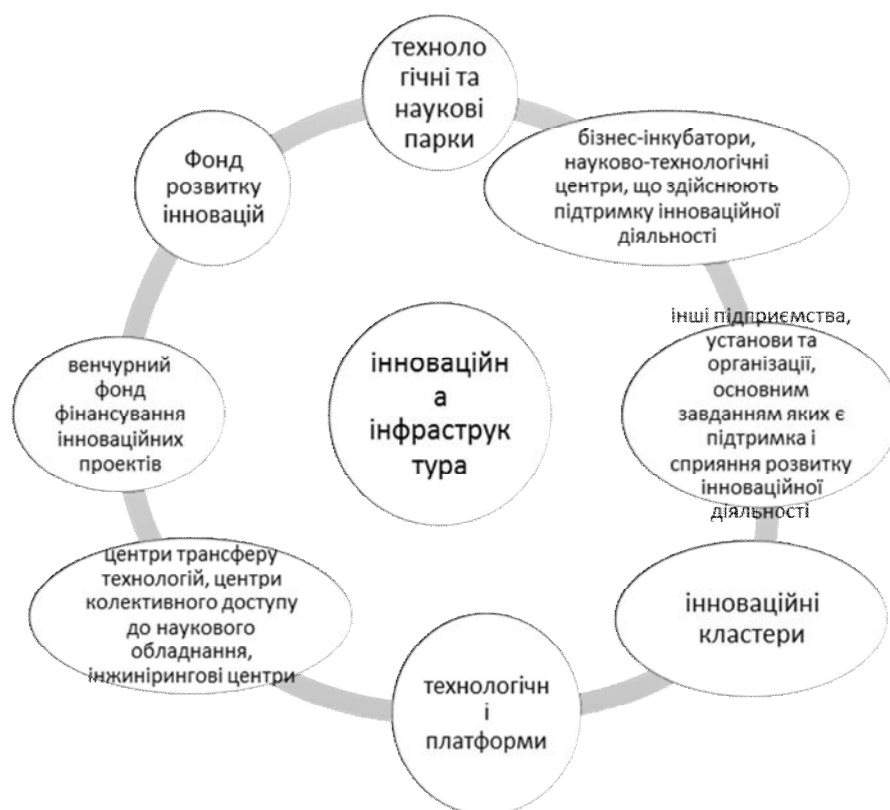 техноло
гічні та
наукові
парки
бізнес-інкубатори,
науково-технологічні
центри, що здійснюють
підтримку інноваційної
діяльності
інші підприємства,
установи та
організації,
основним
завданням яких є
підтримка і
сприяння розвитку
інноваційної
діяльності
інноваційні
кластери
технологічн
і
платформи
центри трансферу
технологій, центри
колективного доступу
до наукового
обладнання,
інжинірингові центри
венчурний
фонд
фінансування
інноваційних
проектів
Фонд
розвитку
інновацій
інноваційн
а
інфраструк
тура